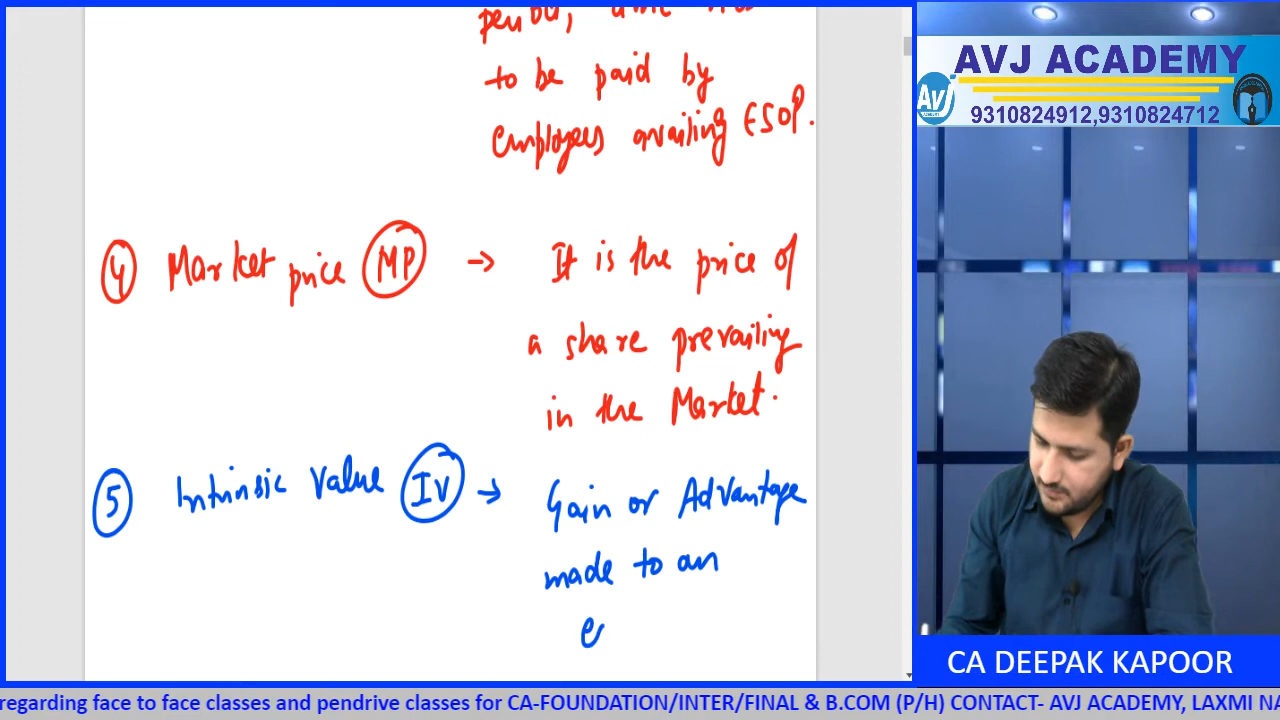 to be paid by
employees availing ESOP.
④ Market price MP → It is the price of
a share prevailing
in the Market.
⑤ Intrinsic Value IV → Gain or Advantage
made to an
e
AVJ ACADEMY
AVJ
9310824912,9310824712
CA DEEPAK KAPOOR
regarding face to face classes and pendrive classes for CA-FOUNDATION/INTER/FINAL & B.COM (P/H) CONTACT- AVJ ACADEMY, LAXMI NA